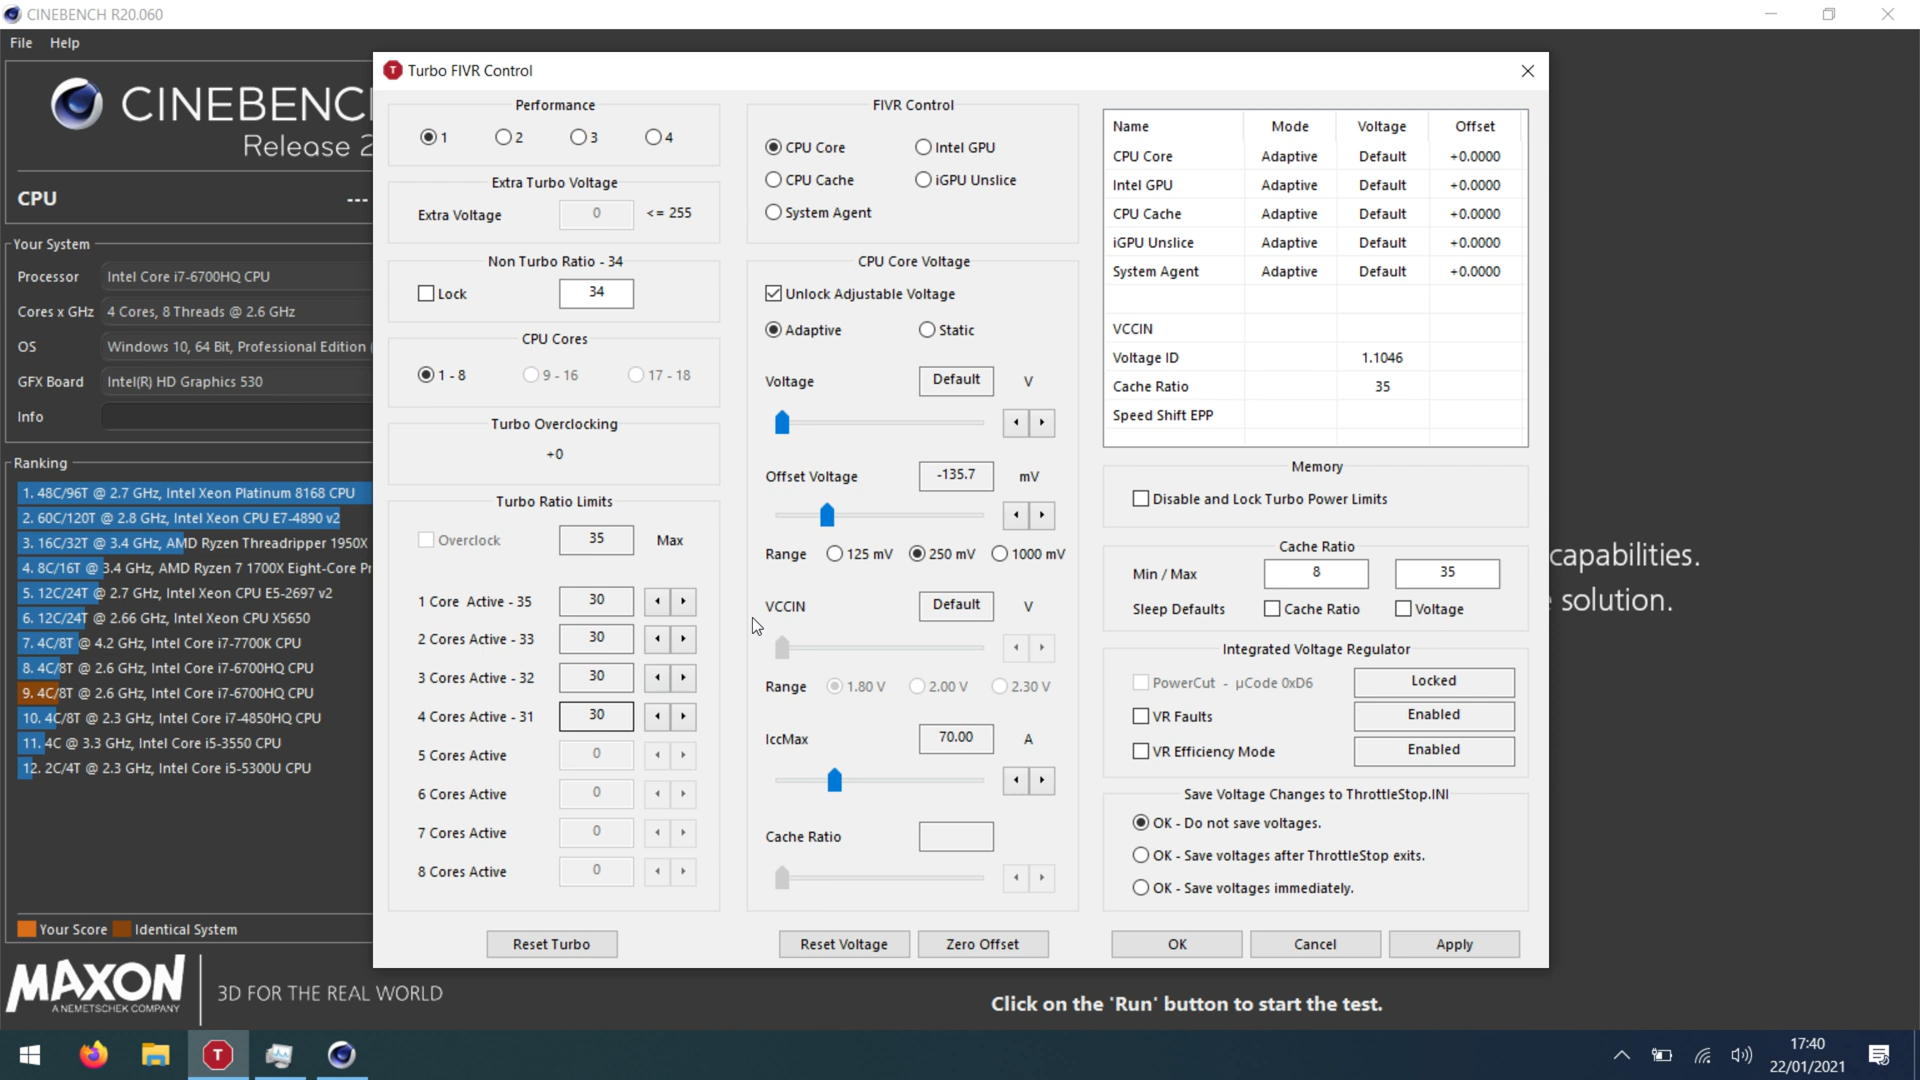 CINEBENCH R20.060
File Help
CINEBENC
Release 2
CPU ---
Your System
Processor Intel Core i7-6700HQ CPU
Cores x GHz 4 Cores, 8 Threads @ 2.6 GHz
OS Windows 10, 64 Bit, Professional Edition (
GFX Board Intel(R) HD Graphics 530
Info
Ranking
1. 48C/96T @ 2.7 GHz, Intel Xeon Platinum 8168 CPU
2. 60C/120T @ 2.8 GHz, Intel Xeon CPU E7-4890 v2
3. 16C/32T @ 3.4 GHz, AMD Ryzen Threadripper 1950X
4. 8C/16T @ 3.4 GHz, AMD Ryzen 7 1700X Eight-Core Pr
5. 12C/24T @ 2.7 GHz, Intel Xeon CPU E5-2697 v2
6. 12C/24T @ 2.66 GHz, Intel Xeon CPU X5650
7. 4C/8T @ 4.2 GHz, Intel Core i7-7700K CPU
8. 4C/8T @ 2.6 GHz, Intel Core i7-6700HQ CPU
9. 4C/8T @ 2.6 GHz, Intel Core i7-6700HQ CPU
10. 4C/8T @ 2.3 GHz, Intel Core i7-4850HQ CPU
11. 4C @ 3.3 GHz, Intel Core i5-3550 CPU
12. 2C/4T @ 2.3 GHz, Intel Core i5-5300U CPU
Your Score Identical System
MAXON
A NEMETSCHEK COMPANY
3D FOR THE REAL WORLD
T Turbo FIVR Control
Performance
1 2 3 4
Extra Turbo Voltage
Extra Voltage 0 <= 255
Non Turbo Ratio - 34
Lock 34
CPU Cores
1 - 8 9 - 16 17 - 18
Turbo Overclocking
+0
Turbo Ratio Limits
Overclock 35 Max
1 Core Active - 35 30
2 Cores Active - 33 30
3 Cores Active - 32 30
4 Cores Active - 31 30
5 Cores Active 0
6 Cores Active 0
7 Cores Active 0
8 Cores Active 0
Reset Turbo
FIVR Control
CPU Core Intel GPU
CPU Cache iGPU Unslice
System Agent
CPU Core Voltage
Unlock Adjustable Voltage
Adaptive Static
Voltage Default V
Offset Voltage -135.7 mV
Range 125 mV 250 mV 1000 mV
VCCIN Default V
Range 1.80 V 2.00 V 2.30 V
IccMax 70.00 A
Cache Ratio
Reset Voltage Zero Offset
Name Mode Voltage Offset
CPU Core Adaptive Default +0.0000
Intel GPU Adaptive Default +0.0000
CPU Cache Adaptive Default +0.0000
iGPU Unslice Adaptive Default +0.0000
System Agent Adaptive Default +0.0000
VCCIN
Voltage ID 1.1046
Cache Ratio 35
Speed Shift EPP
Memory
Disable and Lock Turbo Power Limits
Cache Ratio
Min / Max 8 35
Sleep Defaults Cache Ratio Voltage
Integrated Voltage Regulator
PowerCut - µCode 0xD6 Locked
VR Faults Enabled
VR Efficiency Mode Enabled
Save Voltage Changes to ThrottleStop.INI
OK - Do not save voltages.
OK - Save voltages after ThrottleStop exits.
OK - Save voltages immediately.
OK Cancel Apply
capabilities.
solution.
Click on the 'Run' button to start the test.
T
17:40
22/01/2021